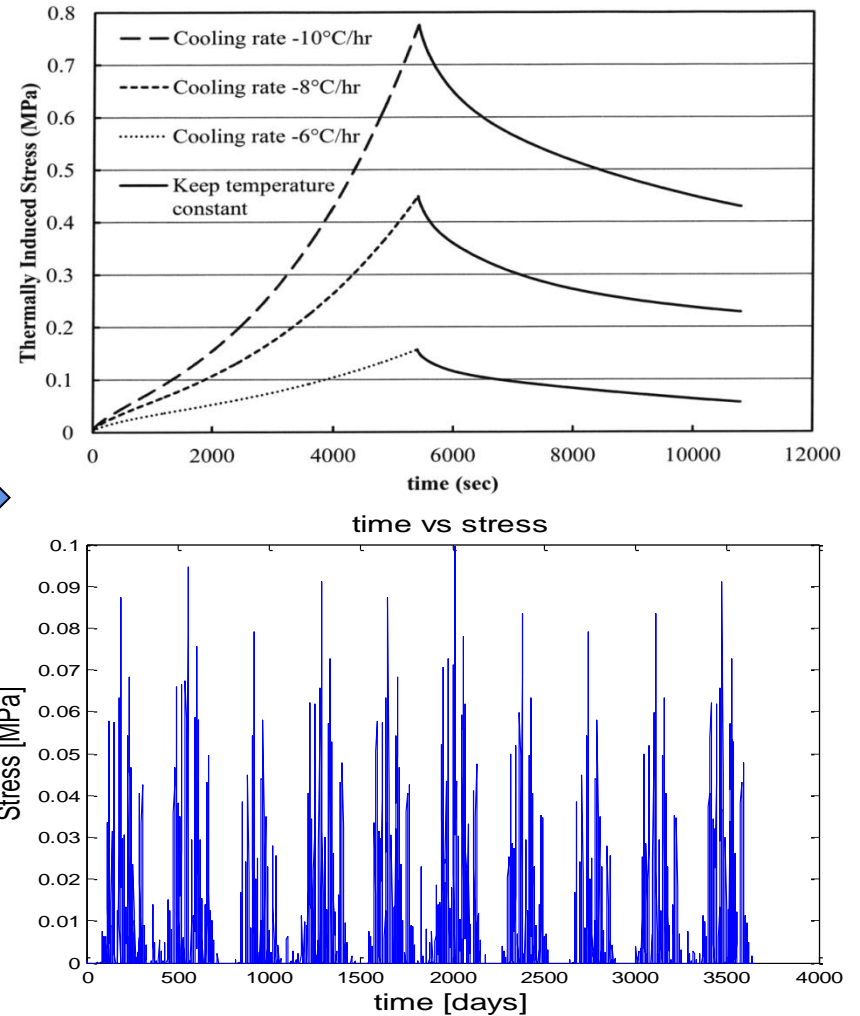 0.8
0.7
0.6
0.5
0.4
0.3
0.2
0.1
0
Thermally Induced Stress (MPa)
Cooling rate -10°C/hr
Cooling rate -8°C/hr
Cooling rate -6°C/hr
Keep temperature
constant
0 2000 4000 6000 8000 10000 12000
time (sec)
time vs stress
0.1
0.09
0.08
0.07
0.06
0.05
0.04
0.03
0.02
0.01
0
Stress [MPa]
0 500 1000 1500 2000 2500 3000 3500 4000
time [days]